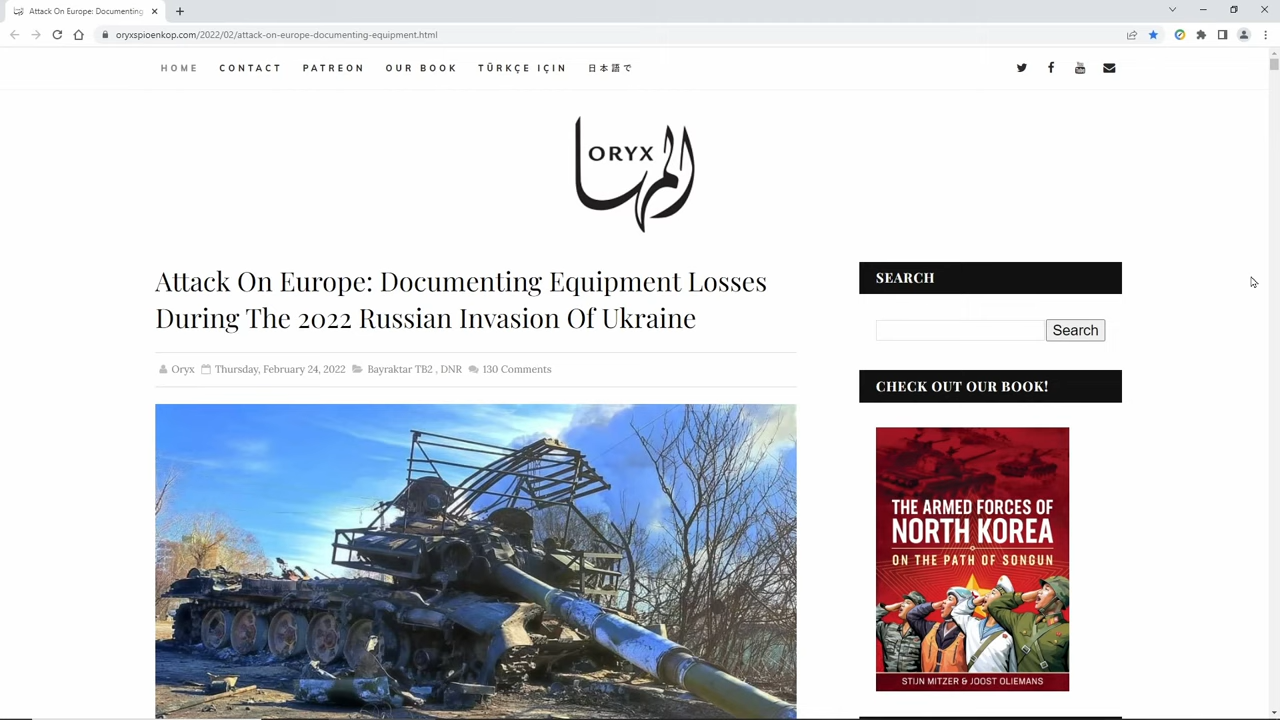 Attack On Europe: Documenting
oryxspioenkop.com/2022/02/attack-on-europe-documenting-equipment.html
HOME CONTACT PATREON OUR BOOK TÜRKÇE IÇIN 日本語で
ORYX
المها
Attack On Europe: Documenting Equipment Losses
During The 2022 Russian Invasion Of Ukraine
Oryx Thursday, February 24, 2022 Bayraktar TB2 , DNR 130 Comments
SEARCH
Search
CHECK OUT OUR BOOK!
THE ARMED FORCES OF
NORTH KOREA
ON THE PATH OF SONGUN
STIJN MITZER & JOOST OLIEMANS